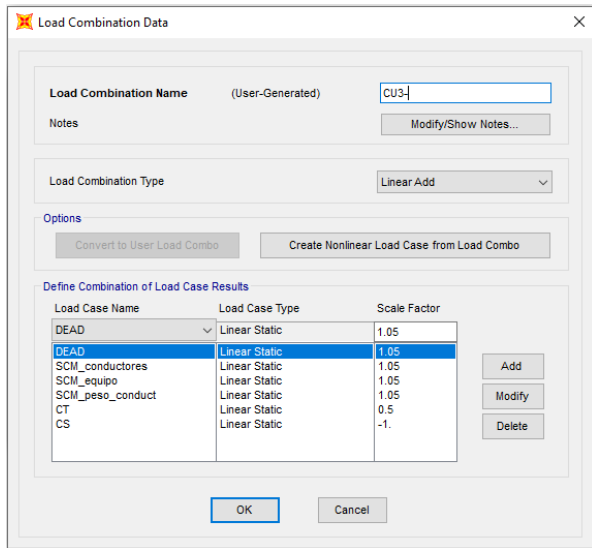 Load Combination Data
Load Combination Name (User-Generated) CU3-
Notes Modify/Show Notes...
Load Combination Type Linear Add
Options
Convert to User Load Combo Create Nonlinear Load Case from Load Combo
Define Combination of Load Case Results
Load Case Name Load Case Type Scale Factor
DEAD Linear Static 1.05
DEAD Linear Static 1.05
SCM_conductores Linear Static 1.05
SCM_equipo Linear Static 1.05
SCM_peso_conduct Linear Static 1.05
CT Linear Static 0.5
CS Linear Static -1.
Add
Modify
Delete
OK Cancel